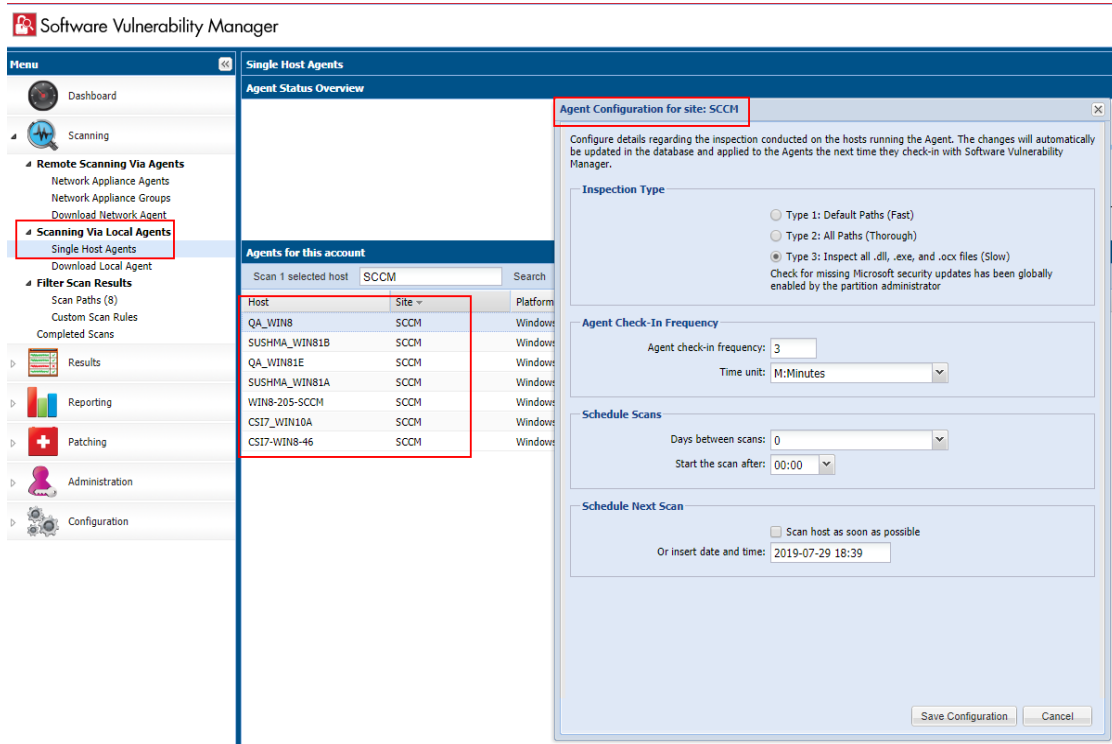 Software Vulnerability Manager
Menu
Dashboard
Scanning
Remote Scanning Via Agents
Network Appliance Agents
Network Appliance Groups
Download Network Agent
Scanning Via Local Agents
Single Host Agents
Download Local Agent
Filter Scan Results
Scan Paths (8)
Custom Scan Rules
Completed Scans
Results
Reporting
Patching
Administration
Configuration
Single Host Agents
Agent Status Overview
Agents for this account
Scan 1 selected host SCCM Search
Host Site Platform
QA_WIN8 SCCM Windows
SUSHMA_WIN81B SCCM Windows
QA_WIN81E SCCM Windows
SUSHMA_WIN81A SCCM Windows
WIN8-205-SCCM SCCM Windows
CSI7_WIN10A SCCM Windows
CSI7-WIN8-46 SCCM Windows
Agent Configuration for site: SCCM
Configure details regarding the inspection conducted on the hosts running the Agent. The changes will automatically
be updated in the database and applied to the Agents the next time they check-in with Software Vulnerability
Manager.
Inspection Type
Type 1: Default Paths (Fast)
Type 2: All Paths (Thorough)
Type 3: Inspect all .dll, .exe, and .ocx files (Slow)
Check for missing Microsoft security updates has been globally
enabled by the partition administrator
Agent Check-In Frequency
Agent check-in frequency: 3
Time unit: M:Minutes
Schedule Scans
Days between scans: 0
Start the scan after: 00:00
Schedule Next Scan
Scan host as soon as possible
Or insert date and time: 2019-07-29 18:39
Save Configuration Cancel